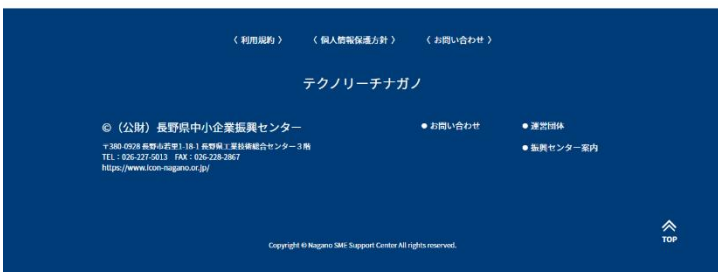 〈 利用規約 〉 〈 個人情報保護方針 〉 〈 お問い合わせ 〉
テクノリーチナガノ
©（公財）長野県中小企業振興センター
〒380-0928 長野市若里1-18-1 長野県工業技術総合センター３階
TEL：026-227-5013 FAX：026-228-2867
https://www.icon-nagano.or.jp/
● お問い合わせ
● 運営団体
● 振興センター案内
TOP
Copyright © Nagano SME Support Center All rights reserved.